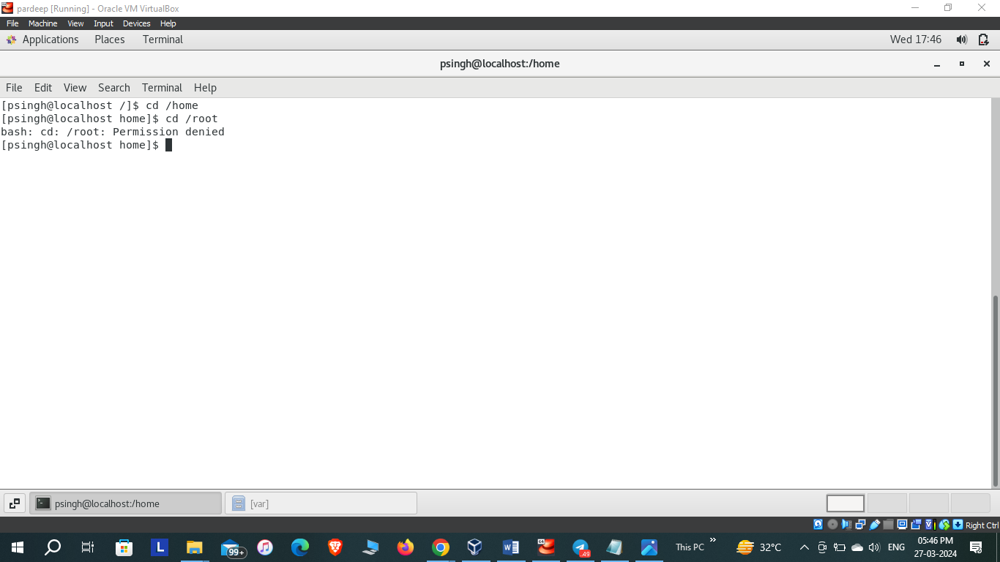 pardeep [Running] - Oracle VM VirtualBox
File Machine View Input Devices Help
Applications Places Terminal Wed 17:46
psingh@localhost:/home
File Edit View Search Terminal Help
[psingh@localhost /]$ cd /home
[psingh@localhost home]$ cd /root
bash: cd: /root: Permission denied
[psingh@localhost home]$
psingh@localhost:/home [var]
Right Ctrl
L 99+ W 64 .49 This PC » 32°C ENG 05:46 PM
27-03-2024